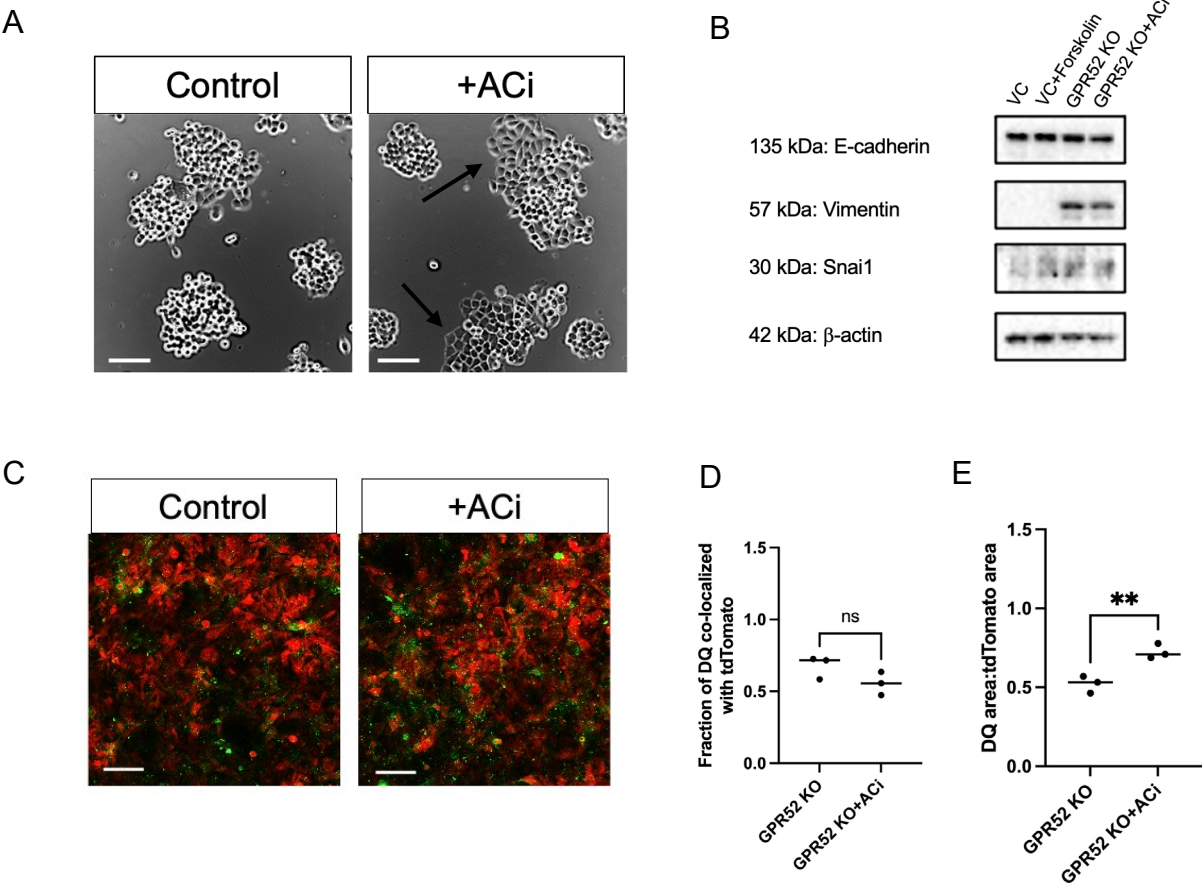 A
Control
+ACi
B
VC
VC+Forskolin
GPR52 KO
GPR52 KO+ACi
135 kDa: E-cadherin
57 kDa: Vimentin
30 kDa: Snai1
42 kDa: β-actin
C
Control
+ACi
D
Fraction of DQ co-localized
with tdTomato
1.5
1.0
0.5
0.0
ns
GPR52 KO
GPR52 KO+ACi
E
DQ area:tdTomato area
1.5
1.0
0.5
0.0
**
GPR52 KO
GPR52 KO+ACi